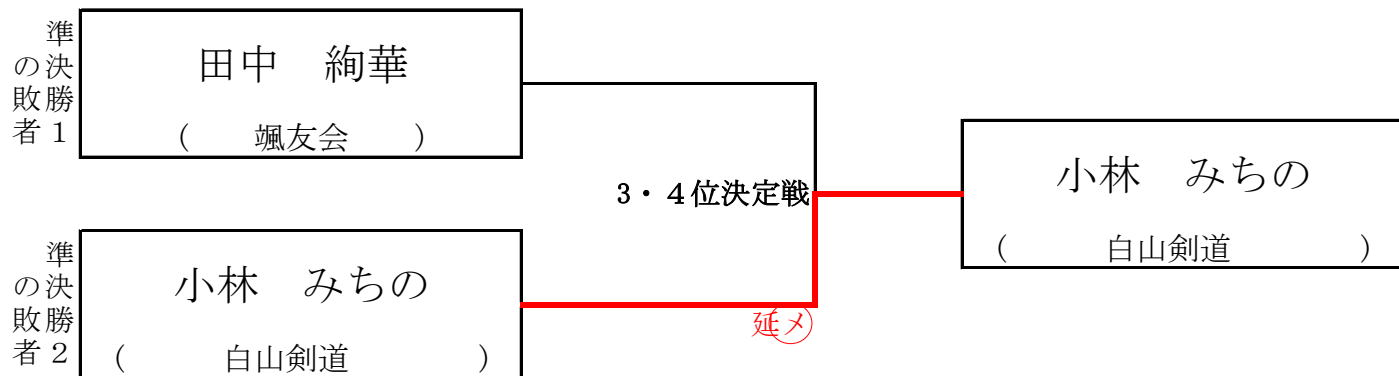 準決勝
の敗者1
田中　絢華
(　　颯友会　　)
3・4位決定戦
小林　みちの
(　　　白山剣道　　　)
準決勝
の敗者2
小林　みちの
(　　　白山剣道　　　)
延メ